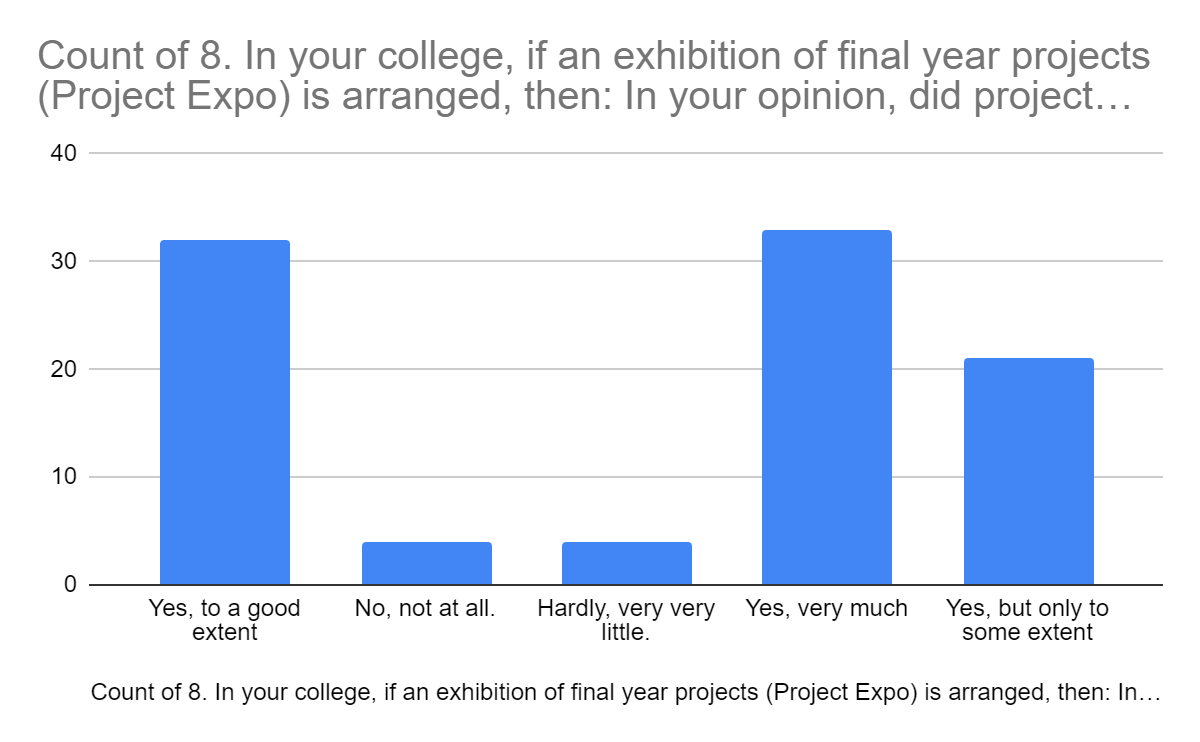 Count of 8. In your college, if an exhibition of final year projects
(Project Expo) is arranged, then: In your opinion, did project…
40
30
20
10
0
Yes, to a good
extent
No, not at all.
Hardly, very very
little.
Yes, very much
Yes, but only to
some extent
Count of 8. In your college, if an exhibition of final year projects (Project Expo) is arranged, then: In…